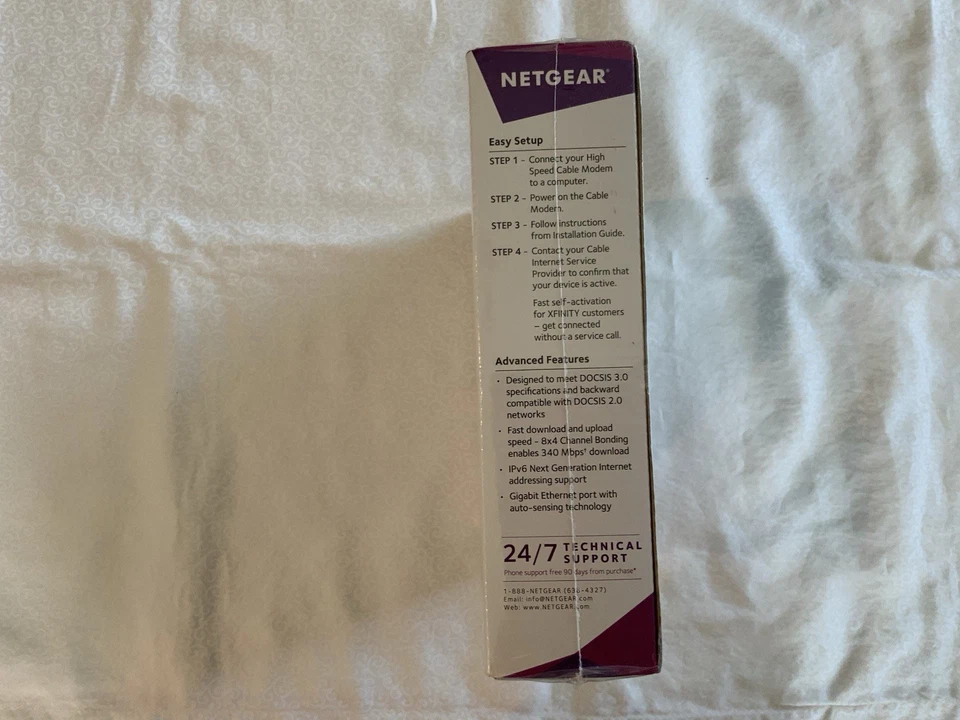 NETGEAR®
Easy Setup
STEP 1 - Connect your High
Speed Cable Modem
to a computer.
STEP 2 - Power on the Cable
Modem.
STEP 3 - Follow instructions
from Installation Guide.
STEP 4 - Contact your Cable
Internet Service
Provider to confirm that
your device is active.
Fast self-activation
for XFINITY customers
– get connected
without a service call.
Advanced Features
• Designed to meet DOCSIS 3.0
specifications and backward
compatible with DOCSIS 2.0
networks
• Fast download and upload
speed - 8x4 Channel Bonding
enables 340 Mbps† download
• IPv6 Next Generation Internet
addressing support
• Gigabit Ethernet port with
auto-sensing technology
24/7 TECHNICAL
SUPPORT
Phone support free 90 days from purchase*
1-888-NETGEAR (638-4327)
Email: info@NETGEAR.com
Web: www.NETGEAR.com